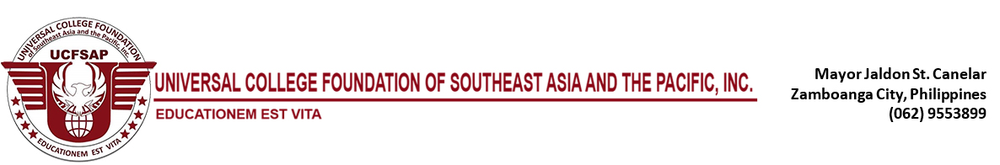 UNIVERSAL COLLEGE FOUNDATION
of Southeast Asia and the Pacific, Inc.
UCFSAP
EDUCATIONEM EST VITA
UNIVERSAL COLLEGE FOUNDATION OF SOUTHEAST ASIA AND THE PACIFIC, INC.
EDUCATIONEM EST VITA
Mayor Jaldon St. Canelar
Zamboanga City, Philippines
(062) 9553899